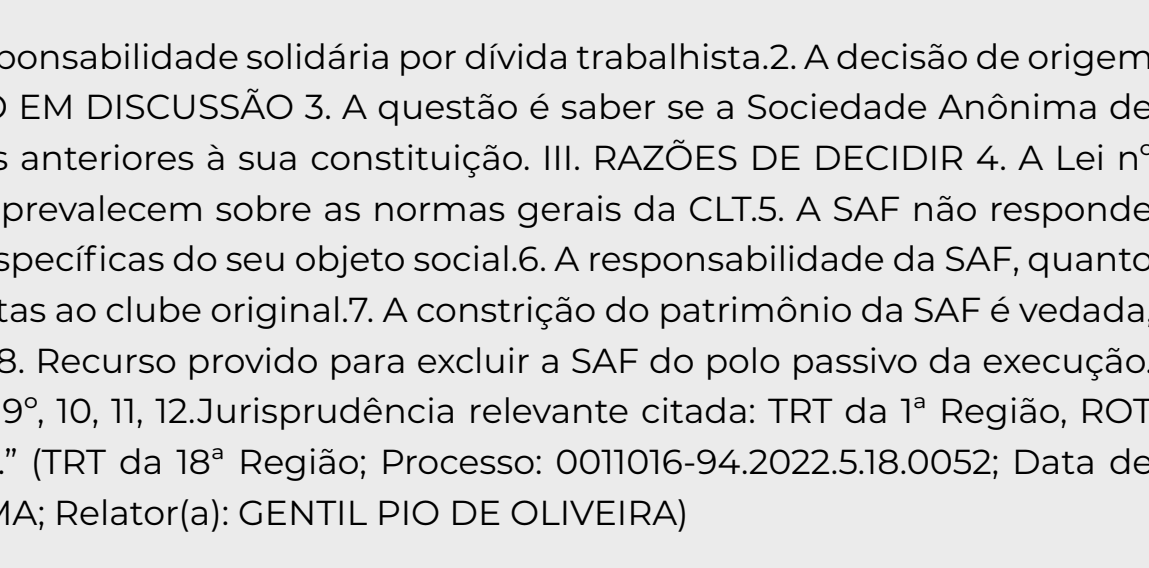 ponsabilidade solidária por dívida trabalhista.2. A decisão de origem
EM DISCUSSÃO 3. A questão é saber se a Sociedade Anônima de
s anteriores à sua constituição. III. RAZÕES DE DECIDIR 4. A Lei nº
prevalecem sobre as normas gerais da CLT.5. A SAF não responde
specíficas do seu objeto social.6. A responsabilidade da SAF, quanto
tas ao clube original.7. A constrição do patrimônio da SAF é vedada,
8. Recurso provido para excluir a SAF do polo passivo da execução.
9º, 10, 11, 12.Jurisprudência relevante citada: TRT da 1ª Região, ROT
.” (TRT da 18ª Região; Processo: 0011016-94.2022.5.18.0052; Data de
MA; Relator(a): GENTIL PIO DE OLIVEIRA)